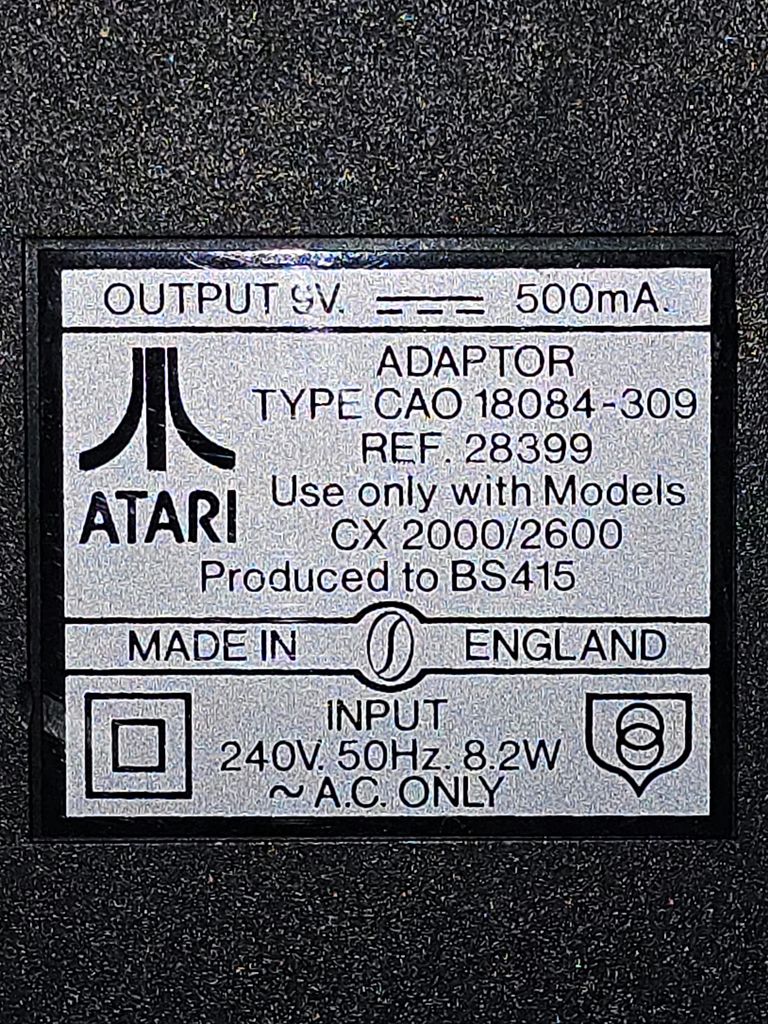 OUTPUT 9V. ⎓ 500mA.
ADAPTOR
TYPE CAO 18084-309
REF. 28399
Use only with Models
CX 2000/2600
ATARI
Produced to BS415
MADE IN ENGLAND
INPUT
240V. 50Hz. 8.2W
~ A.C. ONLY